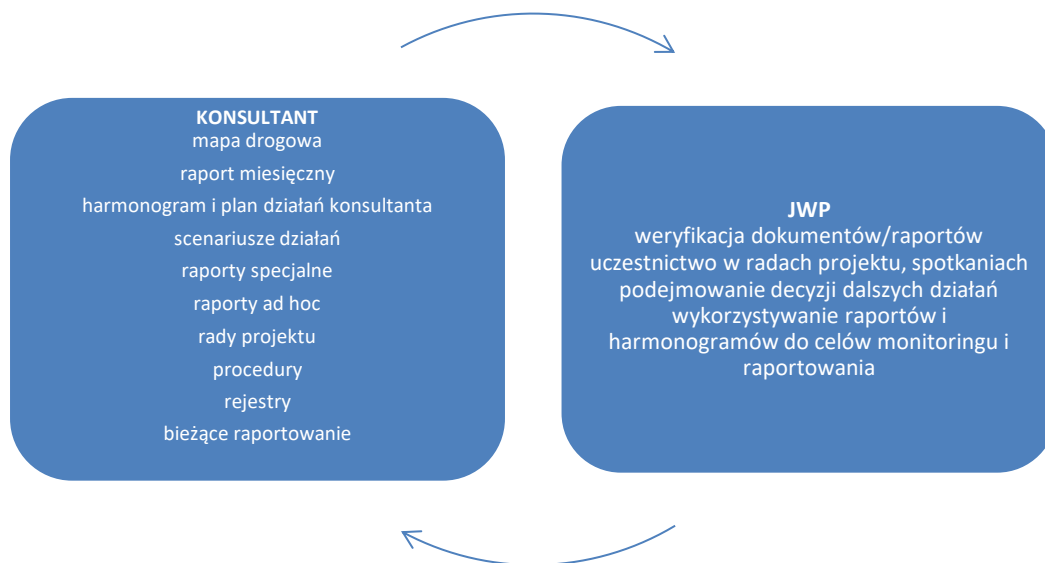 KONSULTANT
mapa drogowa
raport miesięczny
harmonogram i plan działań konsultanta
scenariusze działań
raporty specjalne
raporty ad hoc
rady projektu
procedury
rejestry
bieżące raportowanie
JWP
weryfikacja dokumentów/raportów
uczestnictwo w radach projektu, spotkaniach
podejmowanie decyzji dalszych działań
wykorzystywanie raportów i
harmonogramów do celów monitoringu i
raportowania